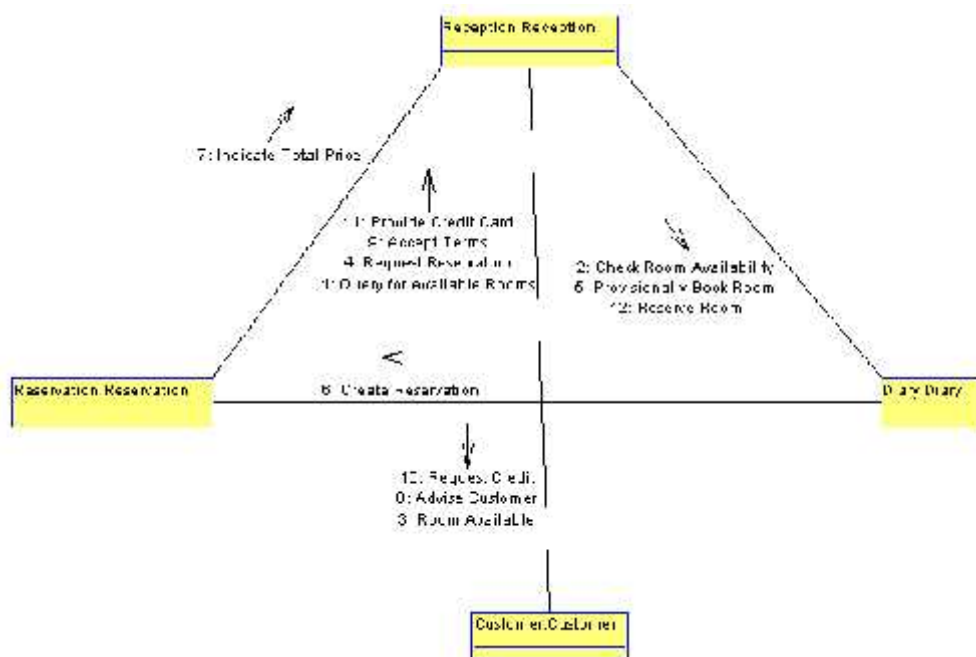 Reception Reception
7: Indicate Total Price
11: Provide Credit Card
9: Accept Terms
4: Request Reservation
1: Query for available Rooms
2: Check Room Availability
5: Provisionally Book Room
12: Reserve Room
Reservation:Reservation
6: Create Reservation
Diary:Diary
10: Request Credit
8: Advise Customer
3: Room Available
Customer:Customer